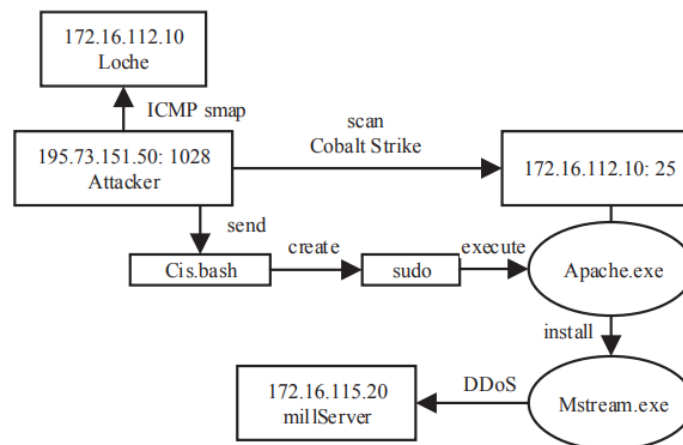 172.16.112.10
Loche
ICMP smap
scan
Cobalt Strike
195.73.151.50: 1028
Attacker
172.16.112.10: 25
send
create
execute
Cis.bash
sudo
Apache.exe
install
172.16.115.20
millServer
DDoS
Mstream.exe